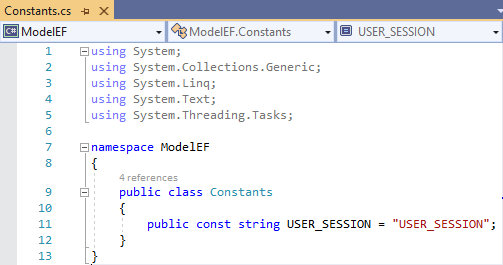 Constants.cs
ModelEF ModelEF.Constants USER_SESSION
1 using System;
2 using System.Collections.Generic;
3 using System.Linq;
4 using System.Text;
5 using System.Threading.Tasks;
6
7 namespace ModelEF
8 {
4 references
9 public class Constants
10 {
11 public const string USER_SESSION = "USER_SESSION";
12 }
13 }